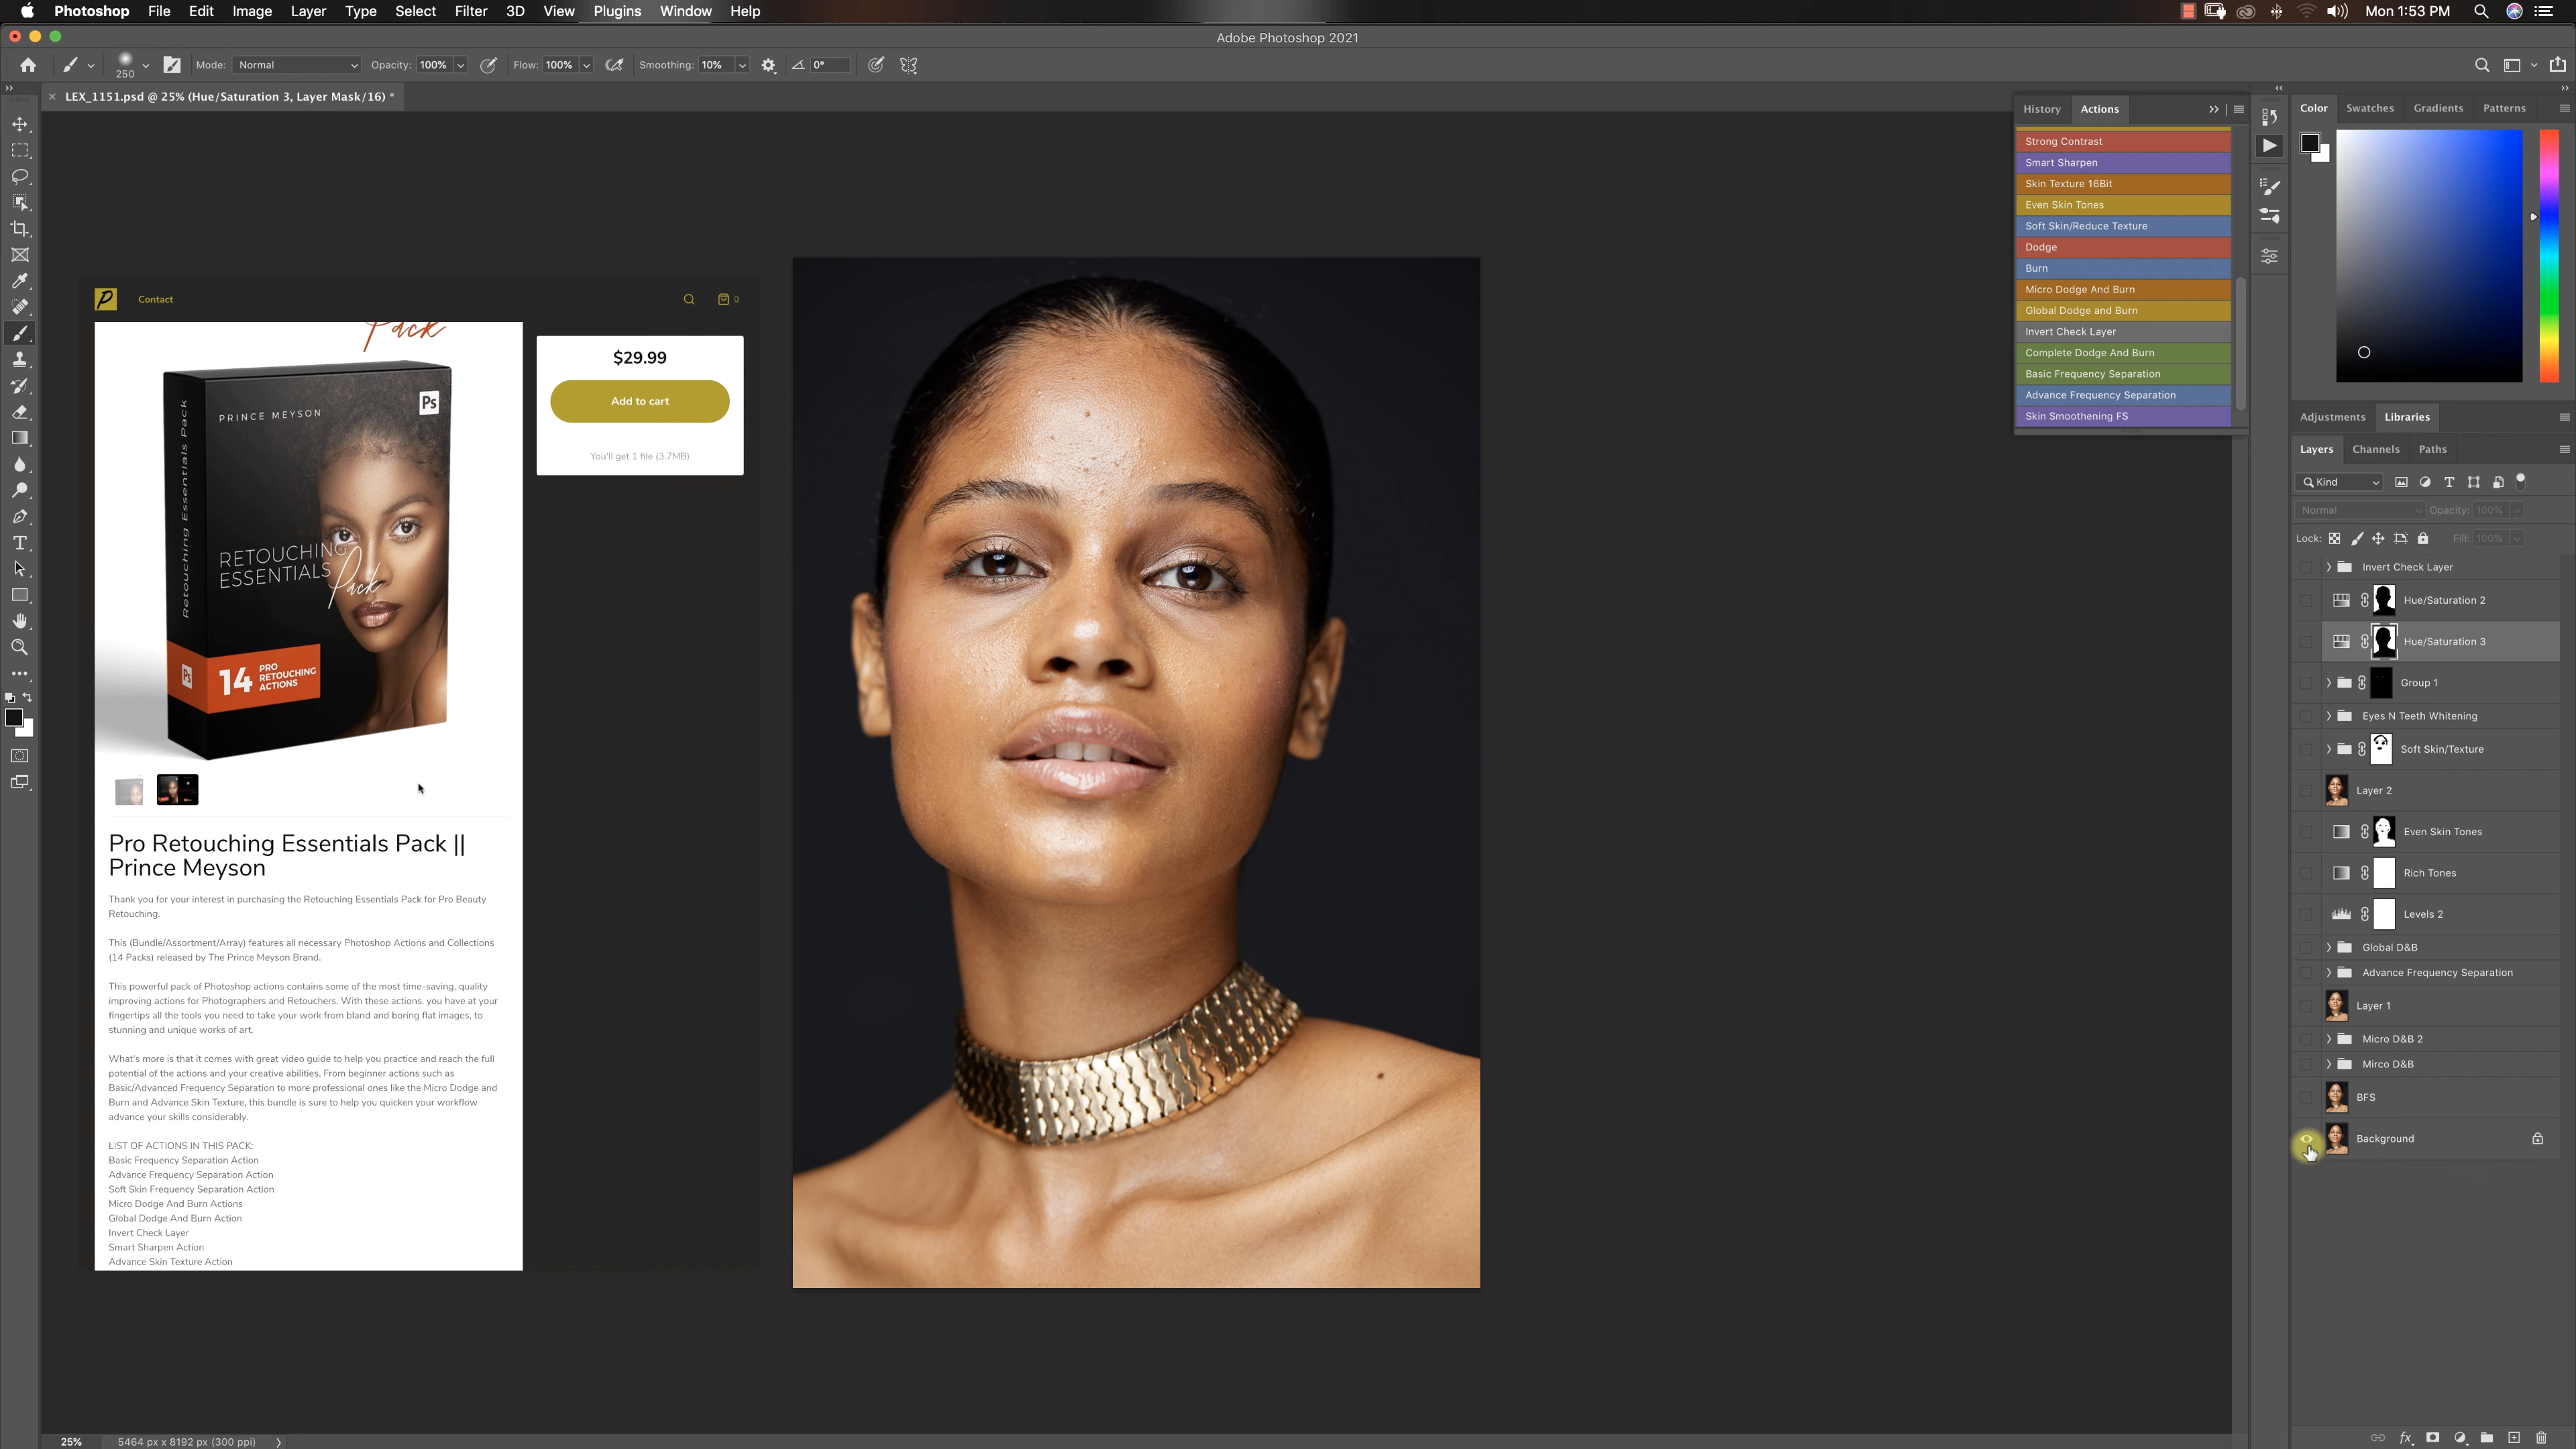 Photoshop File Edit Image Layer Type Select Filter 3D View Plugins Window Help Mon 1:53 PM
Adobe Photoshop 2021
250 Mode: Normal Opacity: 100% Flow: 100% Smoothing: 10% 0°
LEX_1151.psd @ 25% (Hue/Saturation 3, Layer Mask/16) *
History Actions
Strong Contrast
Smart Sharpen
Skin Texture 16Bit
Even Skin Tones
Soft Skin/Reduce Texture
Dodge
Burn
Micro Dodge And Burn
Global Dodge and Burn
Invert Check Layer
Complete Dodge And Burn
Basic Frequency Separation
Advance Frequency Separation
Skin Smoothening FS
Color Swatches Gradients Patterns
Adjustments Libraries
Layers Channels Paths
Kind
Normal Opacity: 100%
Lock: Fill: 100%
Invert Check Layer
Hue/Saturation 2
Hue/Saturation 3
Group 1
Eyes N Teeth Whitening
Soft Skin/Texture
Layer 2
Even Skin Tones
Rich Tones
Levels 2
Global D&B
Advance Frequency Separation
Layer 1
Micro D&B 2
Mirco D&B
BFS
Background
Contact 0
Pack
PRINCE MEYSON
Ps
Retouching Essentials Pack
RETOUCHING
ESSENTIALS
Pack
14 PRO
RETOUCHING
ACTIONS
$29.99
Add to cart
You'll get 1 file (3.7MB)
Pro Retouching Essentials Pack ||
Prince Meyson
Thank you for your interest in purchasing the Retouching Essentials Pack for Pro Beauty
Retouching.
This (Bundle/Assortment/Array) features all necessary Photoshop Actions and Collections
(14 Packs) released by The Prince Meyson Brand.
This powerful pack of Photoshop actions contains some of the most time-saving, quality
improving actions for Photographers and Retouchers. With these actions, you have at your
fingertips all the tools you need to take your work from bland and boring flat images, to
stunning and unique works of art.
What's more is that it comes with great video guide to help you practice and reach the full
potential of the actions and your creative abilities. From beginner actions such as
Basic/Advanced Frequency Separation to more professional ones like the Micro Dodge and
Burn and Advance Skin Texture, this bundle is sure to help you quicken your workflow
advance your skills considerably.
LIST OF ACTIONS IN THIS PACK:
Basic Frequency Separation Action
Advance Frequency Separation Action
Soft Skin Frequency Separation Action
Micro Dodge And Burn Actions
Global Dodge And Burn Action
Invert Check Layer
Smart Sharpen Action
Advance Skin Texture Action
25% 5464 px x 8192 px (300 ppi)